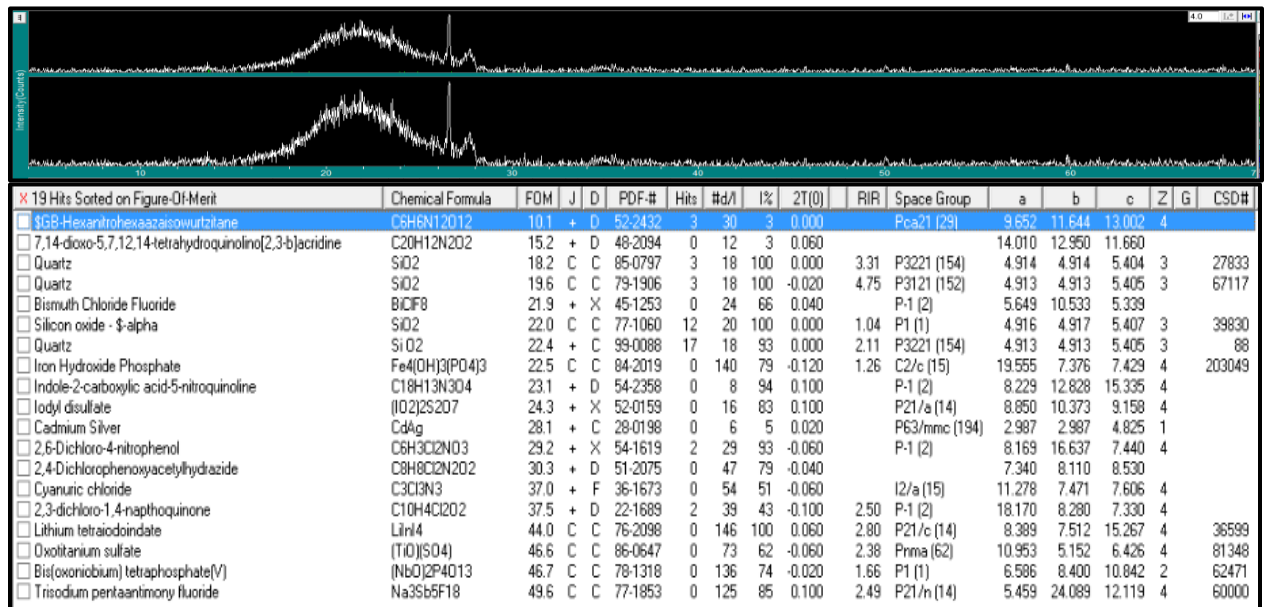 4.0
Intensity(Counts)
10 20 30 40 50 60 7
X 19 Hits Sorted on Figure-Of-Merit Chemical Formula FOM J D PDF-# Hits #d/I I% 2T(0) RIR Space Group a b c Z G CSD#
$GB-Hexanitrohexaazaisowurtzitane C6H6N12O12 10.1 + D 52-2432 3 30 3 0.000 Pca21 (29) 9.652 11.644 13.002 4
7,14-dioxo-5,7,12,14-tetrahydroquinolino[2,3-b]acridine C20H12N2O2 15.2 + D 48-2094 0 12 3 0.060 14.010 12.950 11.660
Quartz SiO2 18.2 C C 85-0797 3 18 100 0.000 3.31 P3221 (154) 4.914 4.914 5.404 3 27833
Quartz SiO2 19.6 C C 79-1906 3 18 100 -0.020 4.75 P3121 (152) 4.913 4.913 5.405 3 67117
Bismuth Chloride Fluoride BiClF8 21.9 + X 45-1253 0 24 66 0.040 P-1 (2) 5.649 10.533 5.339
Silicon oxide - $-alpha SiO2 22.0 C C 77-1060 12 20 100 0.000 1.04 P1 (1) 4.916 4.917 5.407 3 39830
Quartz Si O2 22.4 + C 99-0088 17 18 93 0.000 2.11 P3221 (154) 4.913 4.913 5.405 3 88
Iron Hydroxide Phosphate Fe4(OH)3(PO4)3 22.5 C C 84-2019 0 140 79 -0.120 1.26 C2/c (15) 19.555 7.376 7.429 4 203049
Indole-2-carboxylic acid-5-nitroquinoline C18H13N3O4 23.1 + D 54-2358 0 8 94 0.100 P-1 (2) 8.229 12.828 15.335 4
Iodyl disulfate (IO2)2S2O7 24.3 + X 52-0159 0 16 83 0.100 P21/a (14) 8.850 10.373 9.158 4
Cadmium Silver CdAg 28.1 + C 28-0198 0 6 5 0.020 P63/mmc (194) 2.987 2.987 4.825 1
2,6-Dichloro-4-nitrophenol C6H3Cl2NO3 29.2 + X 54-1619 2 29 93 -0.060 P-1 (2) 8.169 16.637 7.440 4
2,4-Dichlorophenoxyacetylhydrazide C8H8Cl2N2O2 30.3 + D 51-2075 0 47 79 -0.040 7.340 8.110 8.530
Cyanuric chloride C3Cl3N3 37.0 + F 36-1673 0 54 51 -0.060 I2/a (15) 11.278 7.471 7.606 4
2,3-dichloro-1,4-napthoquinone C10H4Cl2O2 37.5 + D 22-1689 2 39 43 -0.100 2.50 P-1 (2) 18.170 8.280 7.330 4
Lithium tetraiodoindate LiInI4 44.0 C C 76-2098 0 146 100 0.060 2.80 P21/c (14) 8.389 7.512 15.267 4 36599
Oxotitanium sulfate (TiO)(SO4) 46.6 C C 86-0647 0 73 62 -0.060 2.38 Pnma (62) 10.953 5.152 6.426 4 81348
Bis(oxoniobium) tetraphosphate(V) (NbO)2P4O13 46.7 C C 78-1318 0 136 74 -0.020 1.66 P1 (1) 6.586 8.400 10.842 2 62471
Trisodium pentaantimony fluoride Na3Sb5F18 49.6 C C 77-1853 0 125 85 0.100 2.49 P21/n (14) 5.459 24.089 12.119 4 60000